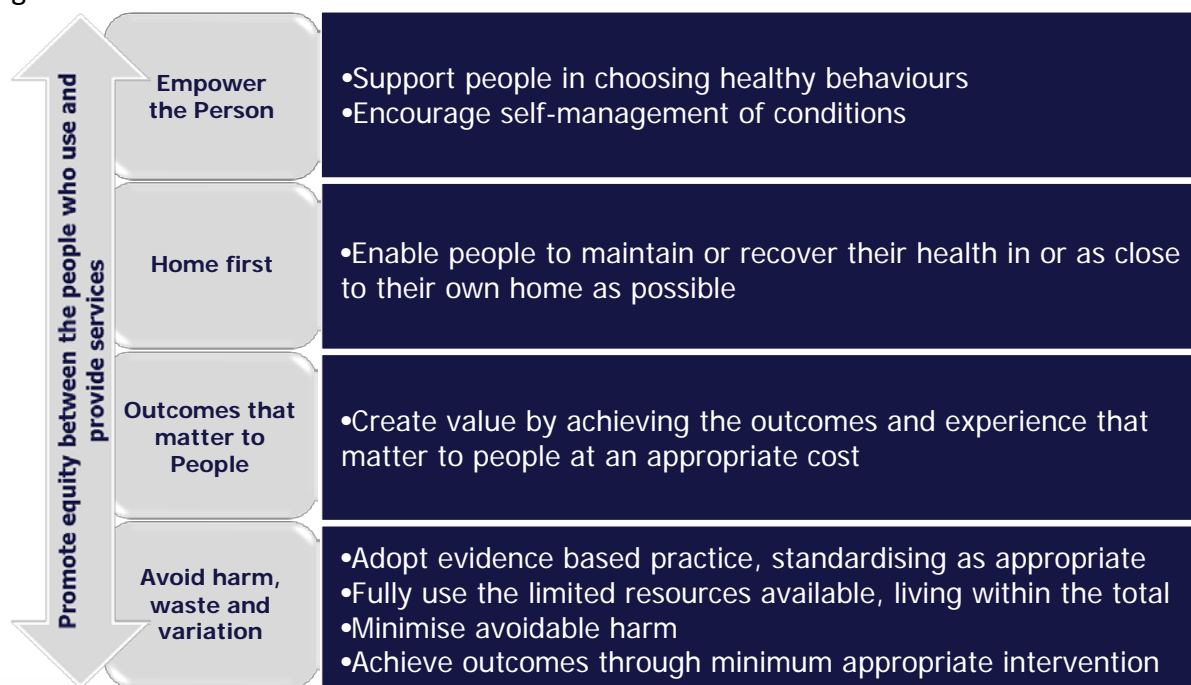 g
Promote equity between the people who use and
provide services
Empower
the Person
•Support people in choosing healthy behaviours
•Encourage self-management of conditions
Home first
•Enable people to maintain or recover their health in or as close
to their own home as possible
Outcomes that
matter to
People
•Create value by achieving the outcomes and experience that
matter to people at an appropriate cost
Avoid harm,
waste and
variation
•Adopt evidence based practice, standardising as appropriate
•Fully use the limited resources available, living within the total
•Minimise avoidable harm
•Achieve outcomes through minimum appropriate intervention